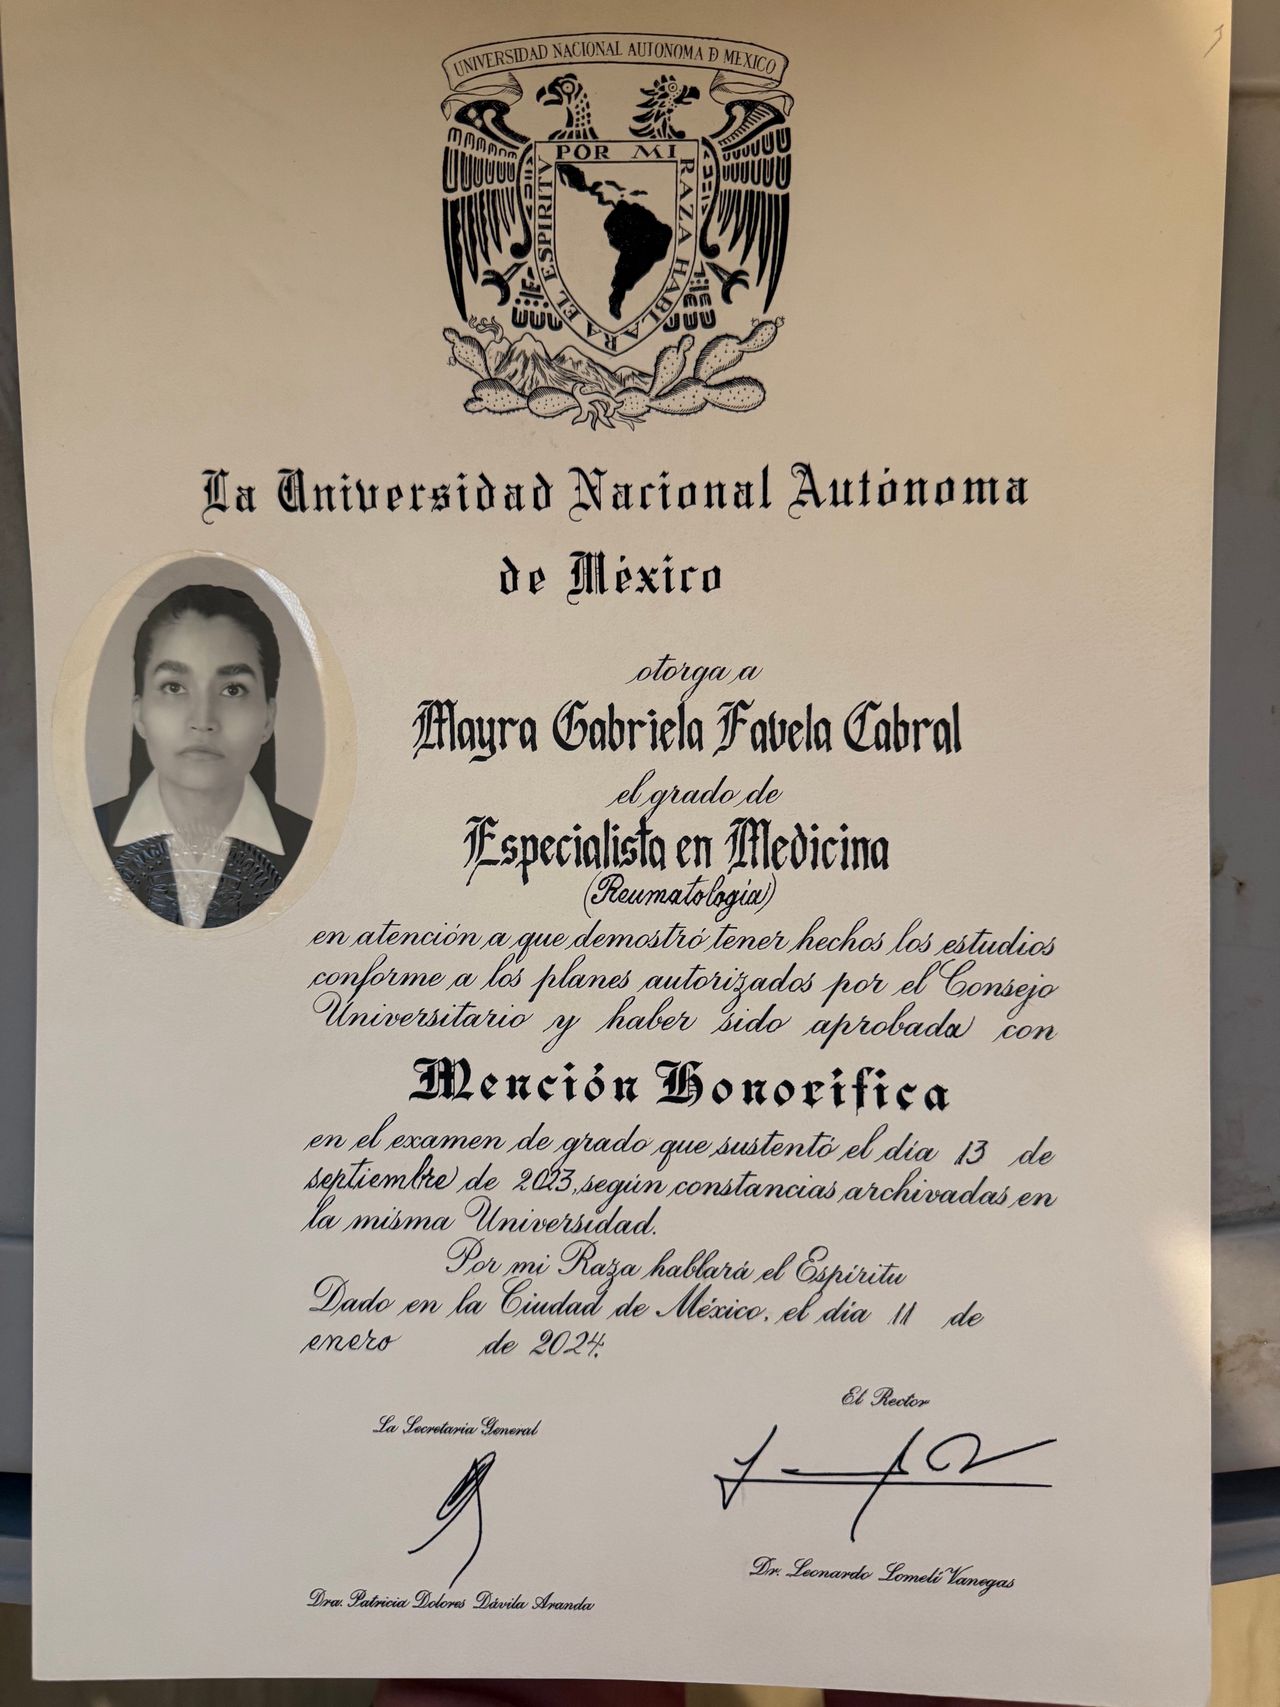 UNIVERSIDAD NACIONAL AUTONOMA D MEXICO
POR MI RAZA HABLARA EL ESPIRITV
La Universidad Nacional Autónoma
de México
otorga a
Mayra Gabriela Favela Cabral
el grado de
Especialista en Medicina
(Reumatología)
en atención a que demostró tener hechos los estudios
conforme a los planes autorizados por el Consejo
Universitario y haber sido aprobada con
Mención Honorífica
en el examen de grado que sustentó el día 13 de
septiembre de 2023, según constancias archivadas en
la misma Universidad.
Por mi Raza hablará el Espíritu
Dado en la Ciudad de México, el día 11 de
enero de 2024.
La Secretaria General
El Rector
Dra. Patricia Dolores Dávila Aranda
Dr. Leonardo Lomelí Vanegas